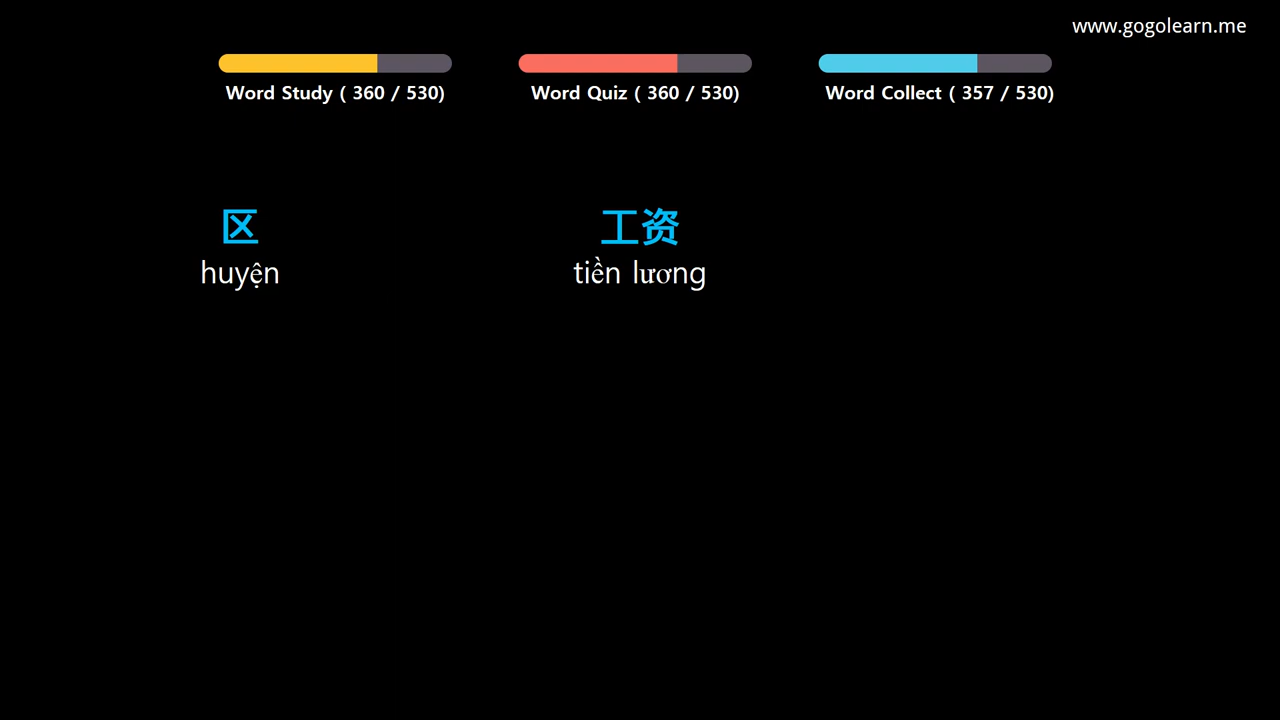 www.gogolearn.me
Word Study ( 360 / 530)
Word Quiz ( 360 / 530)
Word Collect ( 357 / 530)
区
huyện
工资
tiền lương